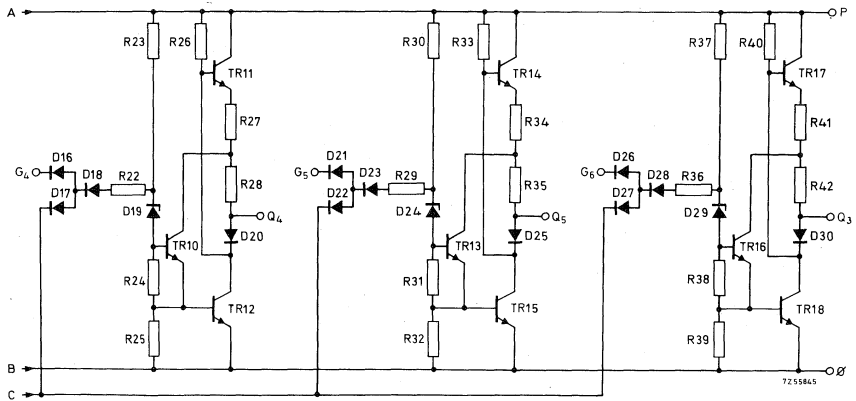 A P
R23 R26 R30 R33 R37 R40
TR11 TR14 TR17
R27 R34 R41
D16 D21 D26
G4 D18 R22 G5 D23 R29 G6 D28 R36
D17 R28 D22 R35 D27 R42
D19 Q4 D24 Q5 D29 Q3
TR10 D20 TR13 D25 TR16 D30
R24 R31 R38
TR12 TR15 TR18
R25 R32 R39
B Ø
7Z55845
C